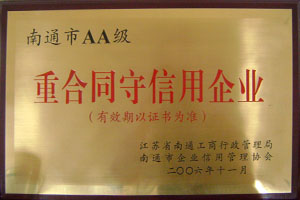 南通市AA级
重合同守信用企业
(有效期以证书为准)
江苏省南通工商行政管理局
南通市企业信用管理协会
二〇〇六年十一月